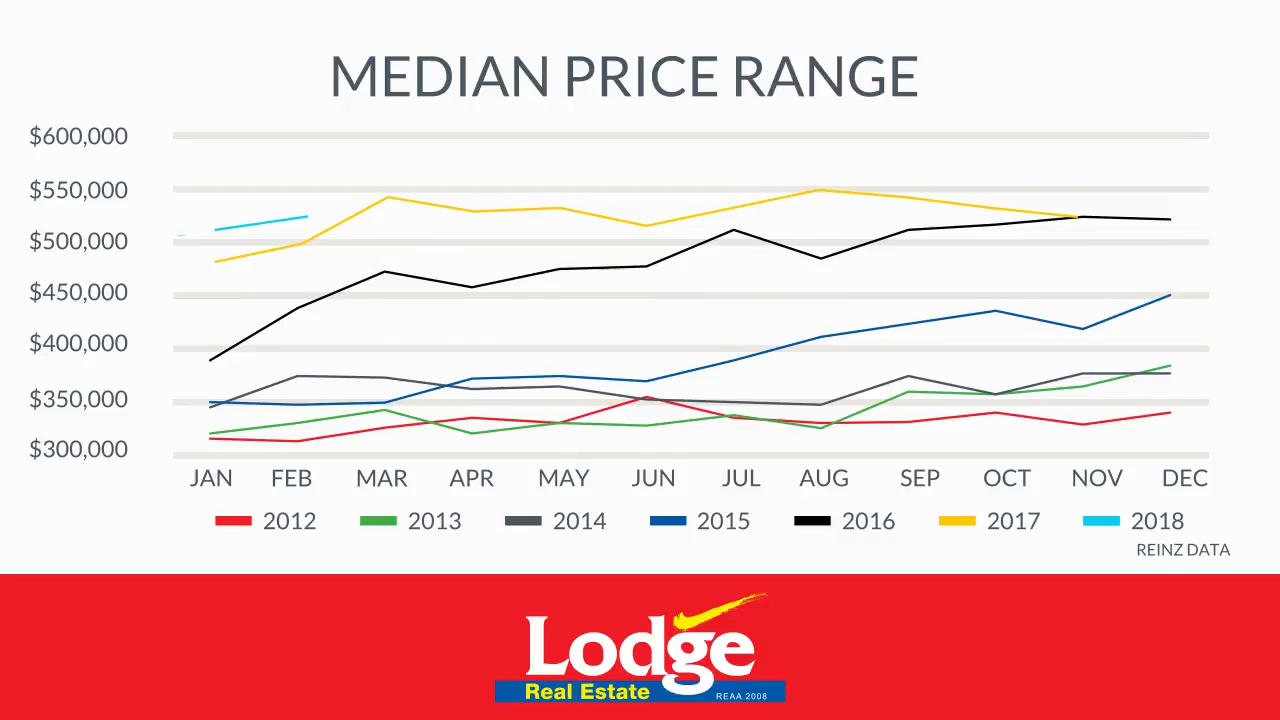 MEDIAN PRICE RANGE
$600,000
$550,000
$500,000
$450,000
$400,000
$350,000
$300,000
JAN FEB MAR APR MAY JUN JUL AUG SEP OCT NOV DEC
2012 2013 2014 2015 2016 2017 2018
REINZ DATA
Lodge
Real Estate REAA 2008